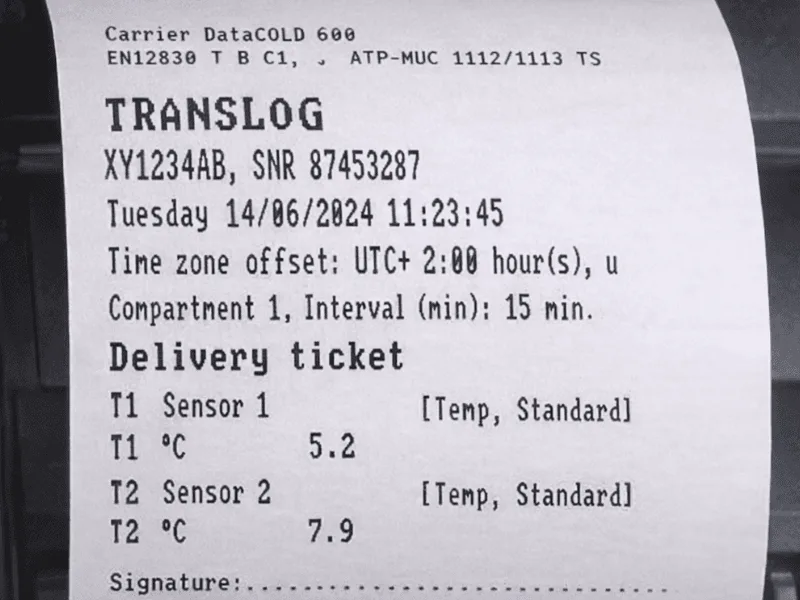 Carrier DataCOLD 600
EN12830 T B C1, ATP-MUC 1112/1113 TS
TRANSLOG
XY1234AB, SNR 87453287
Tuesday 14/06/2024 11:23:45
Time zone offset: UTC+ 2:00 hour(s), u
Compartment 1, Interval (min): 15 min.
Delivery ticket
T1 Sensor 1 [Temp, Standard]
T1 ºC 5.2
T2 Sensor 2 [Temp, Standard]
T2 ºC 7.9
Signature:..............................